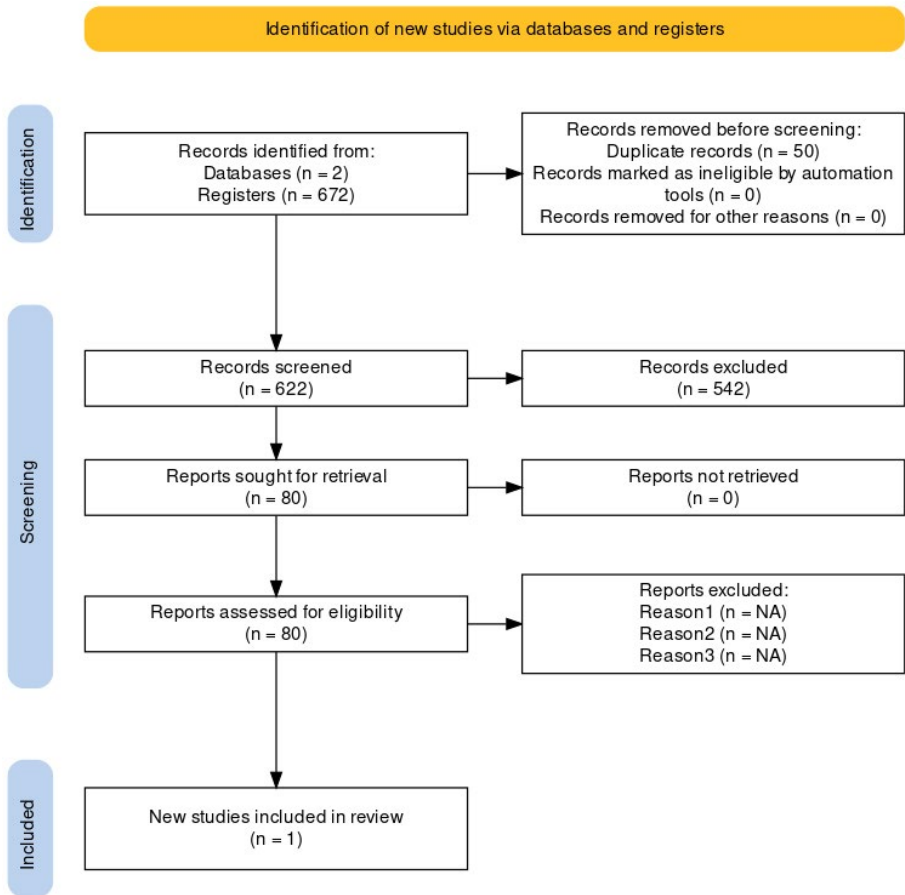 Identification of new studies via databases and registers
Identification
Records identified from:
Databases (n = 2)
Registers (n = 672)
Records removed before screening:
Duplicate records (n = 50)
Records marked as ineligible by automation
tools (n = 0)
Records removed for other reasons (n = 0)
Screening
Records screened
(n = 622)
Records excluded
(n = 542)
Reports sought for retrieval
(n = 80)
Reports not retrieved
(n = 0)
Reports assessed for eligibility
(n = 80)
Reports excluded:
Reason1 (n = NA)
Reason2 (n = NA)
Reason3 (n = NA)
Included
New studies included in review
(n = 1)